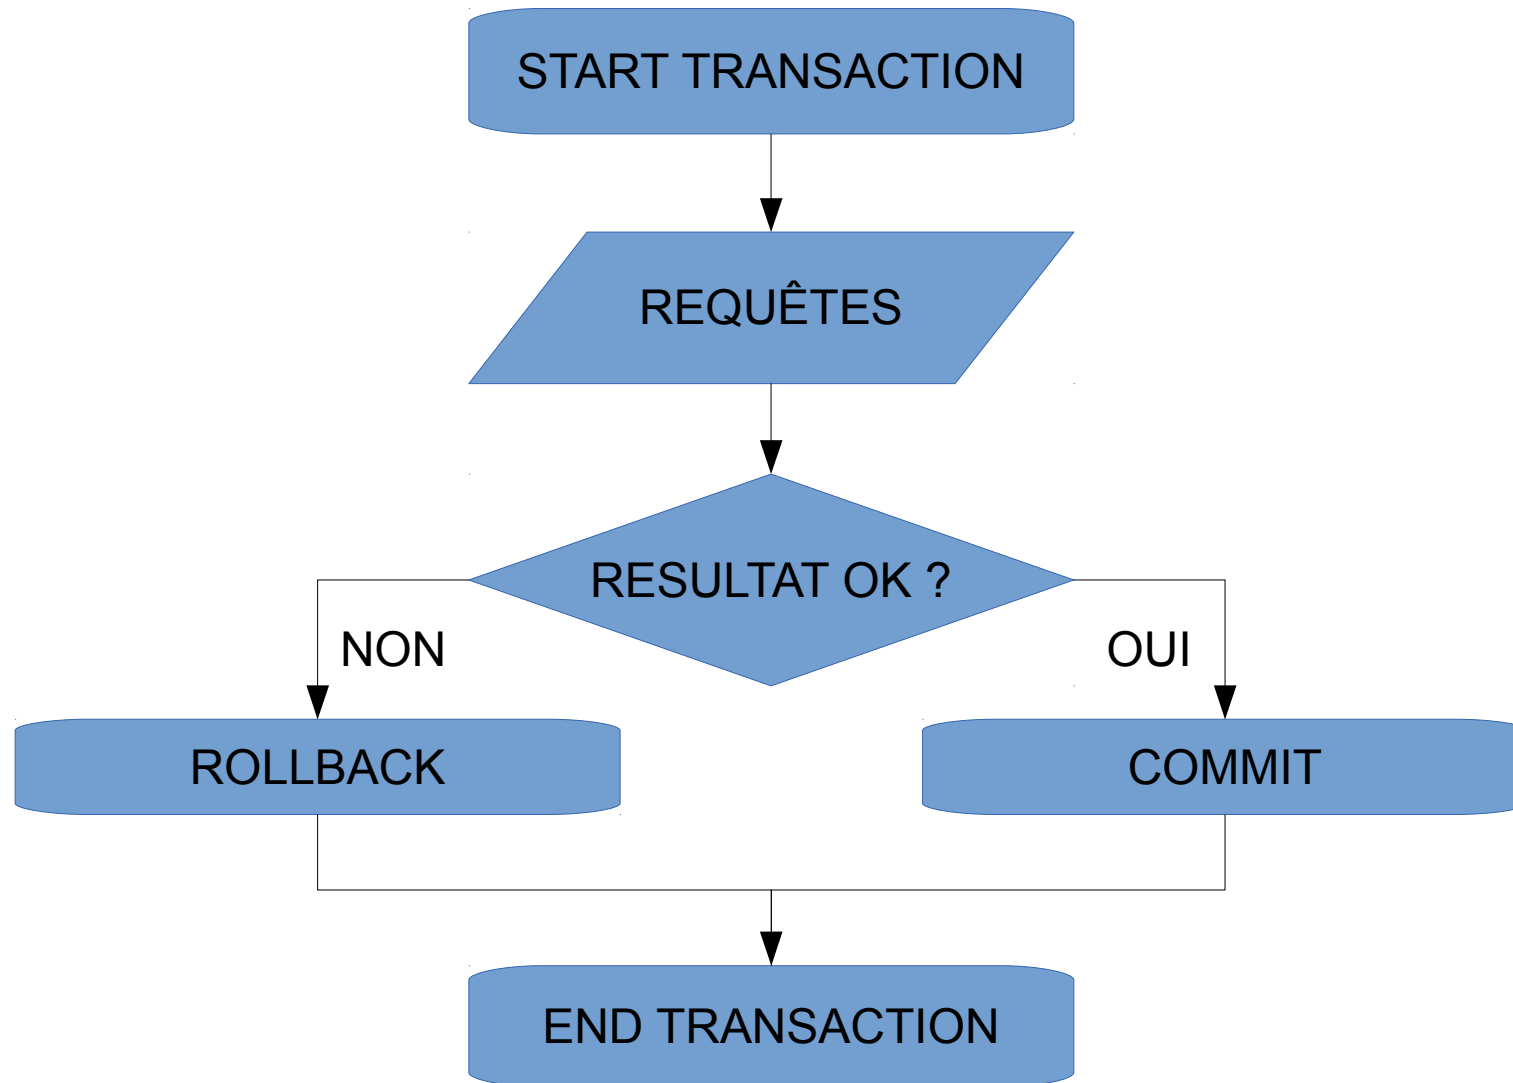 START TRANSACTION
REQUÊTES
RESULTAT OK ?
NON
OUI
ROLLBACK
COMMIT
END TRANSACTION